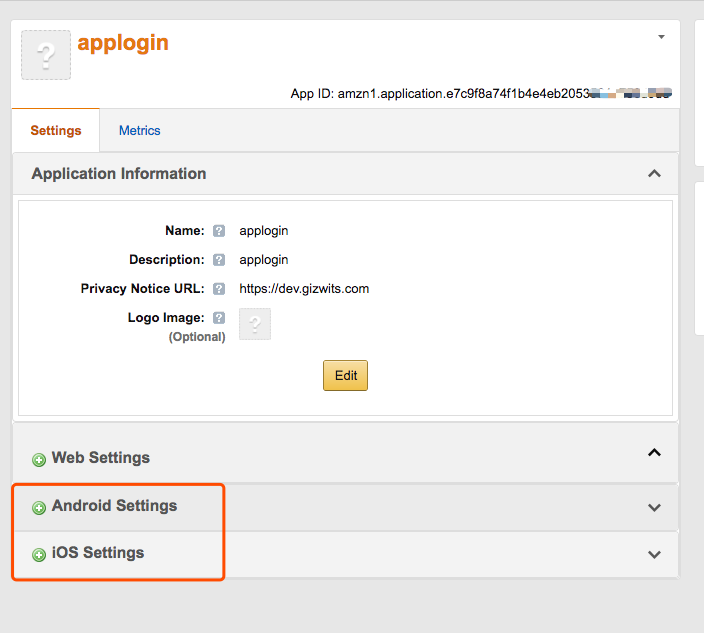 applogin
App ID: amzn1.application.e7c9f8a74f1b4e4eb2053
Settings Metrics
Application Information
Name: ? applogin
Description: ? applogin
Privacy Notice URL: ? https://dev.gizwits.com
Logo Image: ?
(Optional)
Edit
Web Settings
Android Settings
iOS Settings